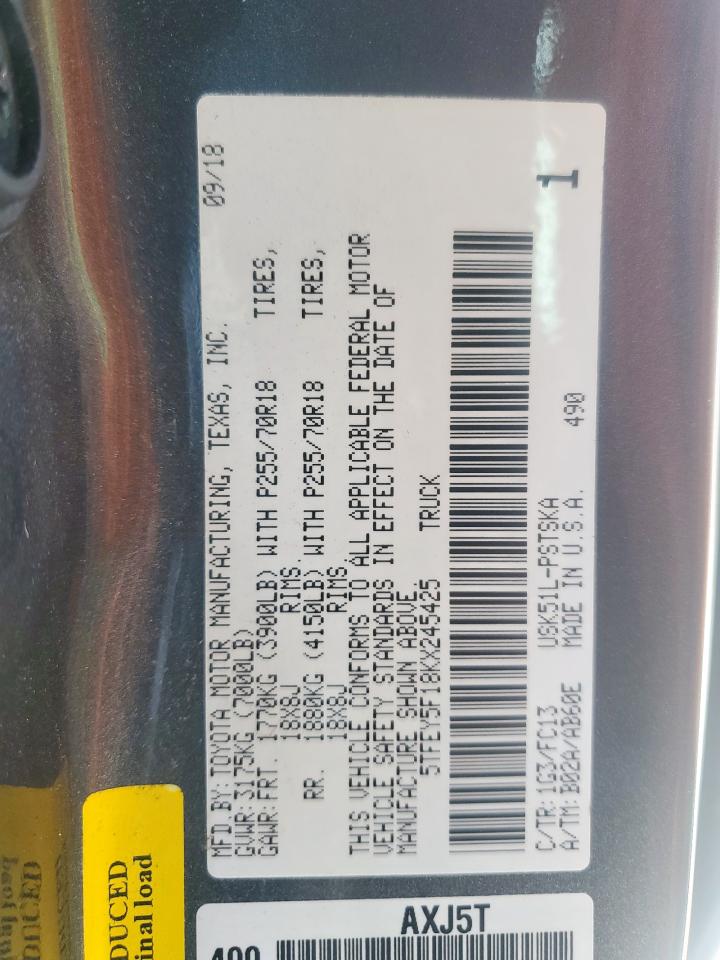 MFD BY: TOYOTA MOTOR MANUFACTURING, TEXAS, INC. 09/18
GVWR: 3175KG (7000LB)
GAWR: FRT. 1770KG (3900LB) WITH P255/70R18 TIRES,
18X8J RIMS,
RR. 1880KG (4150LB) WITH P255/70R18 TIRES,
18X8J RIMS,
THIS VEHICLE CONFORMS TO ALL APPLICABLE FEDERAL MOTOR
VEHICLE SAFETY STANDARDS IN EFFECT ON THE DATE OF
MANUFACTURE SHOWN ABOVE.
5TFEY5F18KX245425 TRUCK
1
C/TR: 1G3/FC13 USK51L-PSTSKA
A/TM: B02A/AB60E MADE IN U.S.A. 490
DUCED
inal load
AXJ5T